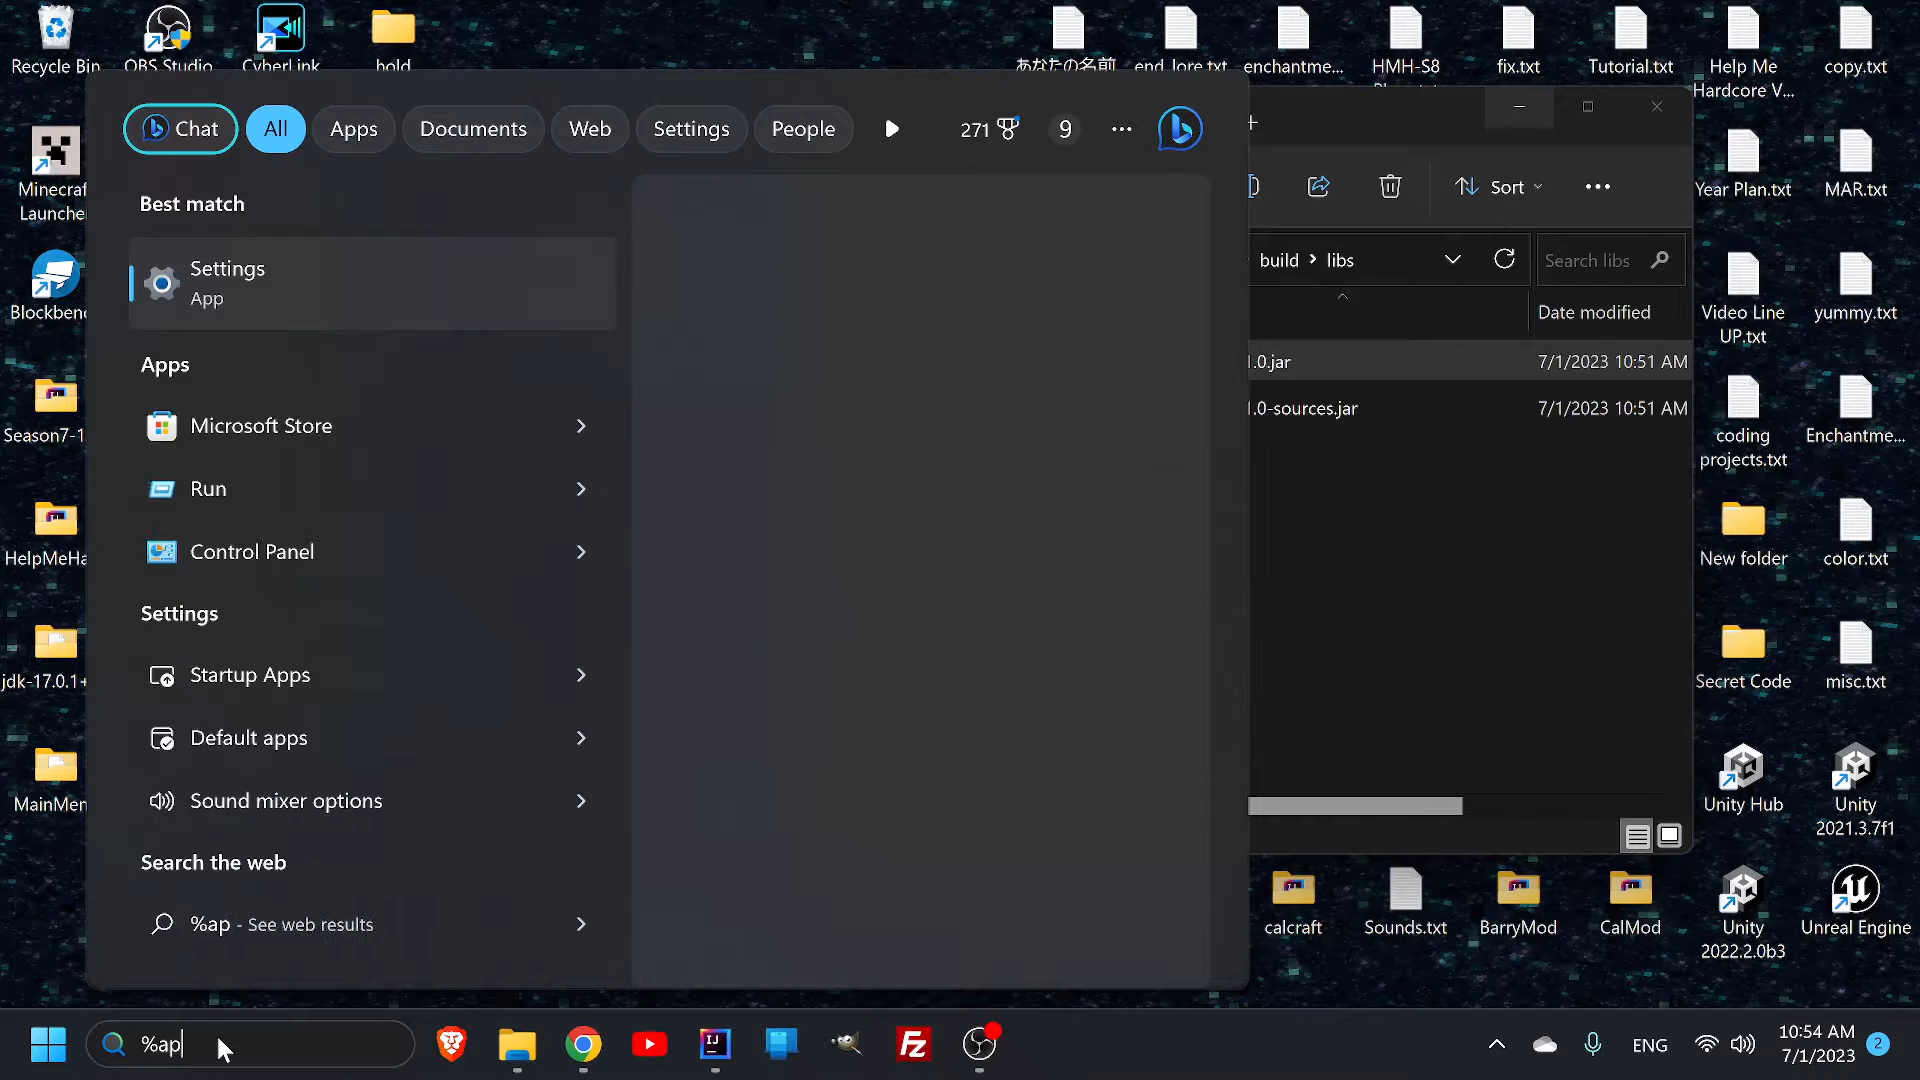 Recycle Bin
OBS Studio
CyberLink
hold
あなたの名前
end_lore.txt
enchantme...
HMH-S8
fix.txt
Tutorial.txt
Help Me
Hardcore V...
copy.txt
Chat
All
Apps
Documents
Web
Settings
People
271
9
Best match
Settings
App
Apps
Microsoft Store
Run
Control Panel
Settings
Startup Apps
Default apps
Sound mixer options
Search the web
%ap - See web results
Minecraf
Launche
Blockben
Season7-1
HelpMeHa
jdk-17.0.1+
MainMen
Sort
build
libs
Search libs
Date modified
.0.jar
7/1/2023 10:51 AM
.0-sources.jar
7/1/2023 10:51 AM
Year Plan.txt
MAR.txt
Video Line
UP.txt
yummy.txt
coding
projects.txt
Enchantme...
New folder
color.txt
Secret Code
misc.txt
Unity Hub
Unity
2021.3.7f1
calcraft
Sounds.txt
BarryMod
CalMod
Unity
2022.2.0b3
Unreal Engine
%ap
IJ
FZ
ENG
10:54 AM
7/1/2023
2